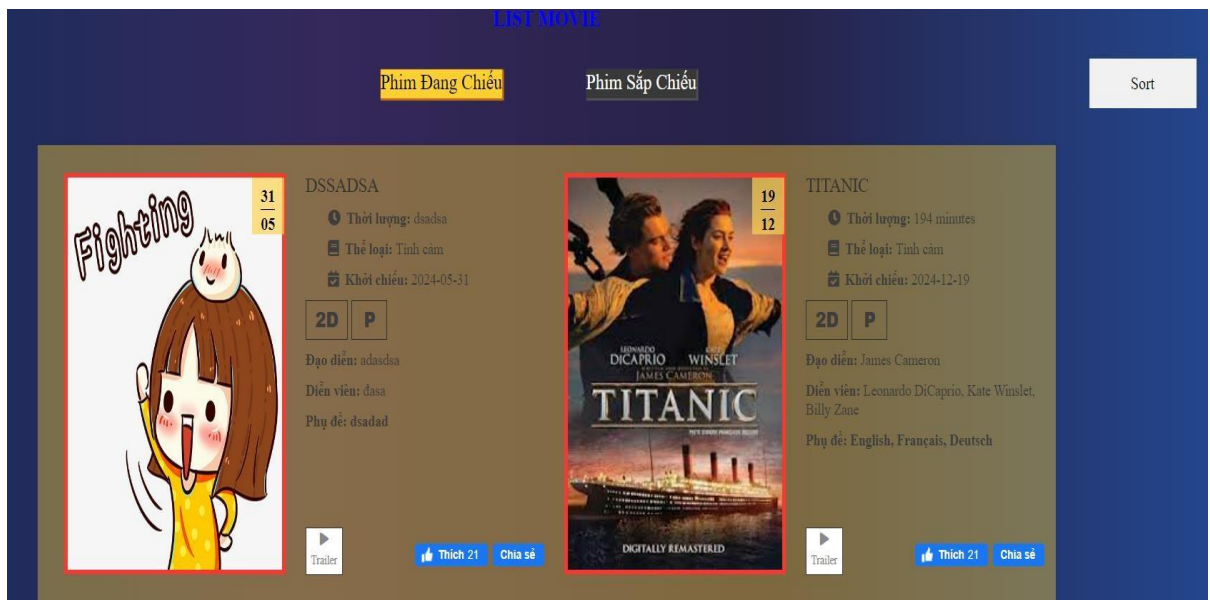 LIST MOVIE
Phim Đang Chiếu
Phim Sắp Chiếu
Sort
Fighting
31
05
DSSADSA
Thời lượng: dsadsa
Thể loại: Tình cảm
Khởi chiếu: 2024-05-31
2D P
Đạo diễn: adasdsa
Diễn viên: đasa
Phụ đề: dsadad
Trailer
Thích 21
Chia sẻ
19
12
LEONARDO KATE
DICAPRIO WINSLET
JAMES CAMERON
TITANIC
DIGITALLY REMASTERED
TITANIC
Thời lượng: 194 minutes
Thể loại: Tình cảm
Khởi chiếu: 2024-12-19
2D P
Đạo diễn: James Cameron
Diễn viên: Leonardo DiCaprio, Kate Winslet,
Billy Zane
Phụ đề: English, Français, Deutsch
Trailer
Thích 21
Chia sẻ